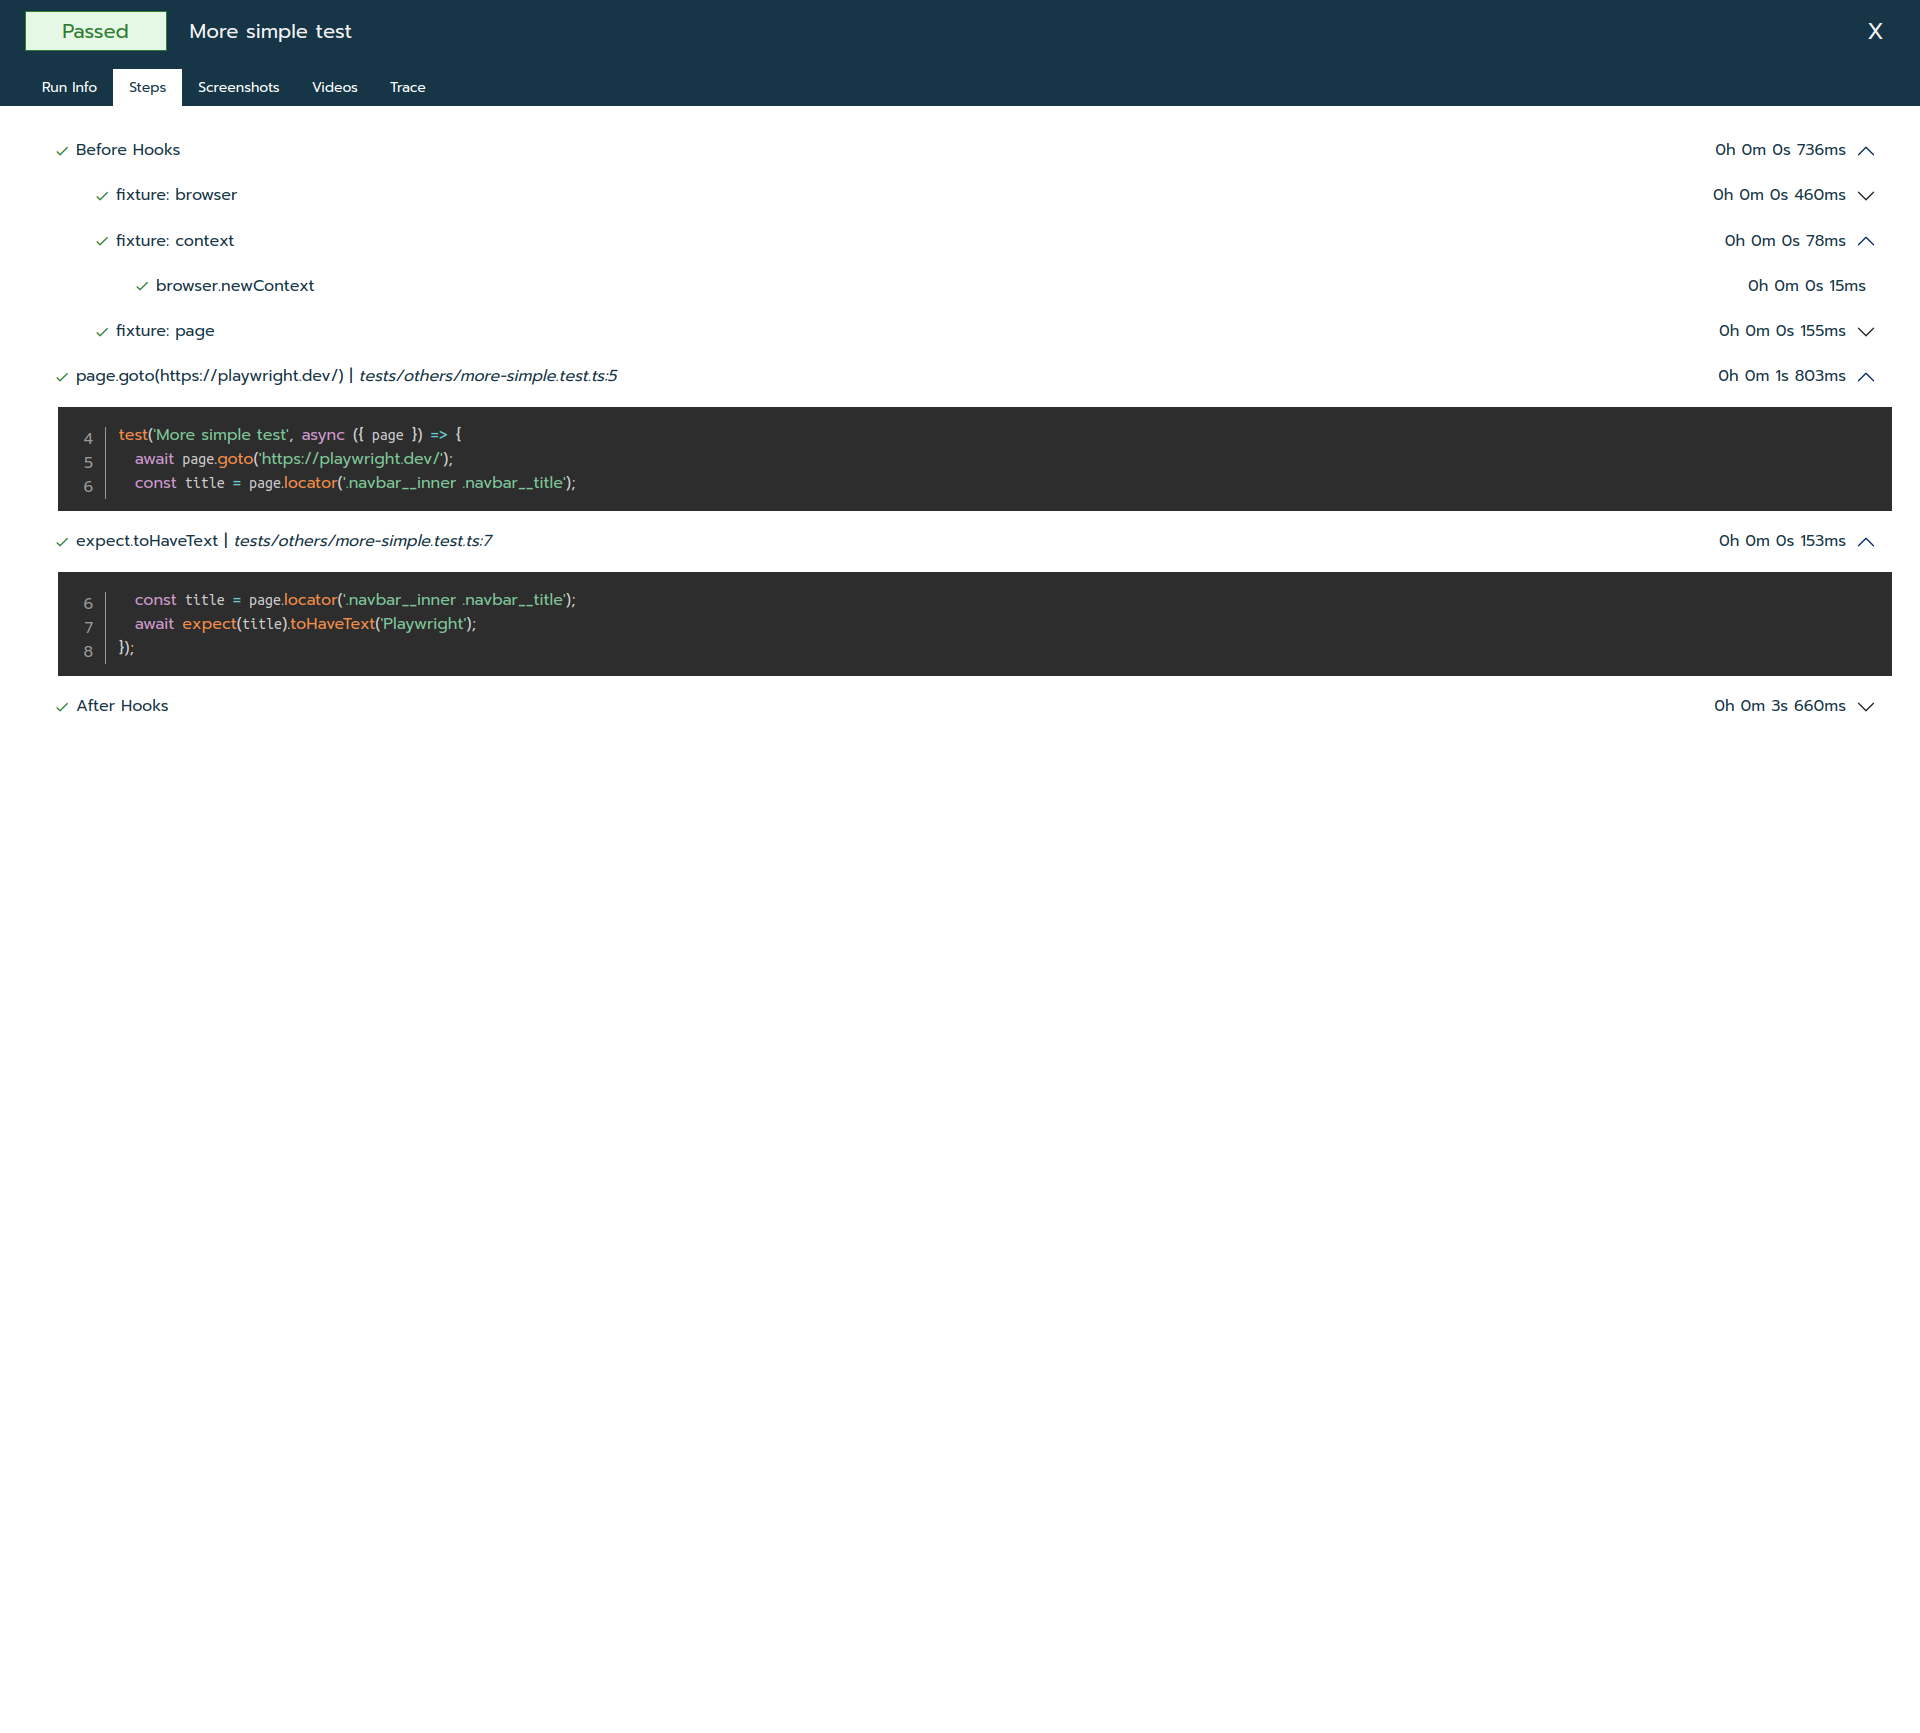 Passed More simple test X
Run Info Steps Screenshots Videos Trace
Before Hooks 0h 0m 0s 736ms
fixture: browser 0h 0m 0s 460ms
fixture: context 0h 0m 0s 78ms
browser.newContext 0h 0m 0s 15ms
fixture: page 0h 0m 0s 155ms
page.goto(https://playwright.dev/) | tests/others/more-simple.test.ts:5 0h 0m 1s 803ms
4 test('More simple test', async ({ page }) => {
5 await page.goto('https://playwright.dev/');
6 const title = page.locator('.navbar__inner .navbar__title');
expect.toHaveText | tests/others/more-simple.test.ts:7 0h 0m 0s 153ms
6 const title = page.locator('.navbar__inner .navbar__title');
7 await expect(title).toHaveText('Playwright');
8 });
After Hooks 0h 0m 3s 660ms